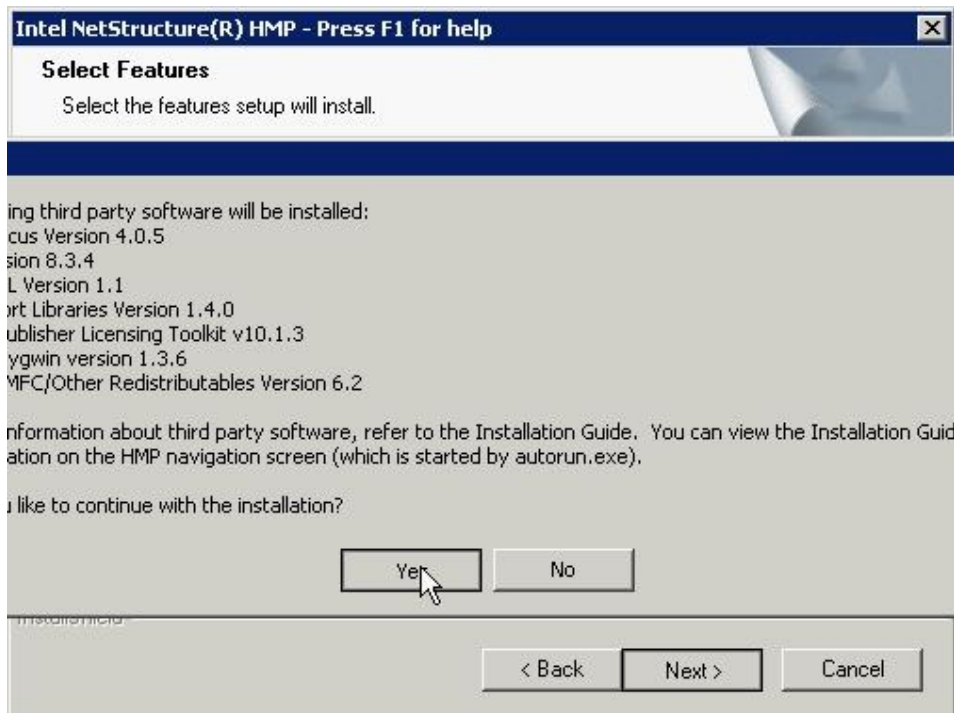 Intel NetStructure(R) HMP - Press F1 for help
Select Features
Select the features setup will install.
ing third party software will be installed:
cus Version 4.0.5
sion 8.3.4
L Version 1.1
ort Libraries Version 1.4.0
ublisher Licensing Toolkit v10.1.3
ygwin version 1.3.6
MFC/Other Redistributables Version 6.2
nformation about third party software, refer to the Installation Guide. You can view the Installation Guid
ation on the HMP navigation screen (which is started by autorun.exe).
u like to continue with the installation?
Yes No
InstallShield
< Back Next > Cancel